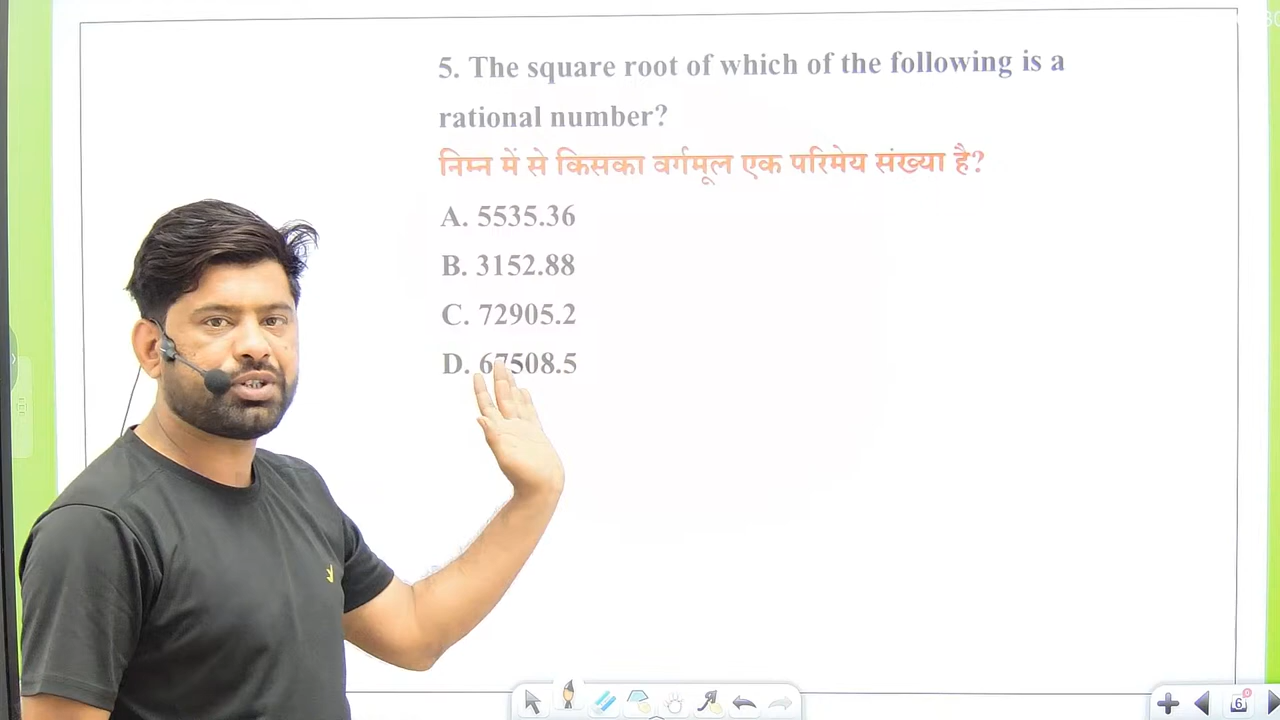 5. The square root of which of the following is a
rational number?
निम्न में से किसका वर्गमूल एक परिमेय संख्या है?
A. 5535.36
B. 3152.88
C. 72905.2
D. 67508.5
6